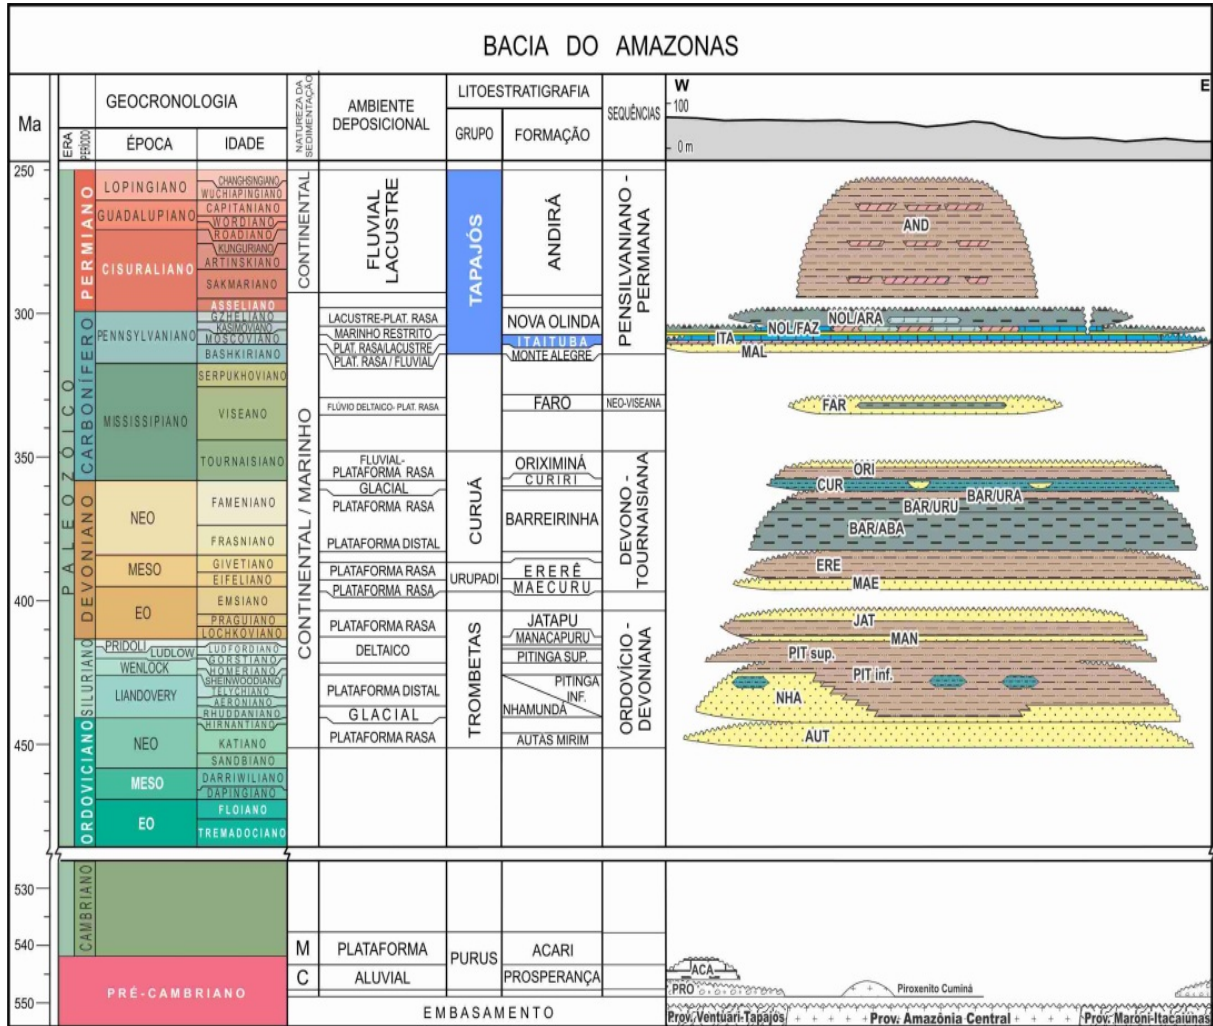 BACIA DO AMAZONAS
Ma
ERA
PERÍODO
GEOCRONOLOGIA
ÉPOCA
IDADE
NATUREZA DA
SEDIMENTAÇÃO
AMBIENTE
DEPOSICIONAL
LITOESTRATIGRAFIA
GRUPO
FORMAÇÃO
SEQUÊNCIAS
W
E
100
0 m
250
300
350
400
450
530
540
550
PALEOZÓICO
PERMIANO
CARBONÍFERO
DEVONIANO
SILURIANO
ORDOVICIANO
CAMBRIANO
PRÉ-CAMBRIANO
LOPINGIANO
GUADALUPIANO
CISURALIANO
PENNSYLVANIANO
MISSISSIPIANO
NEO
MESO
EO
PRIDOLI
LUDLOW
WENLOCK
LIANDOVERY
NEO
MESO
EO
CHANGHSINGIANO
WUCHIAPINGIANO
CAPITANIANO
WORDIANO
ROADIANO
KUNGURIANO
ARTINSKIANO
SAKMARIANO
ASSELIANO
GZHELIANO
KASIMOVIANO
MOSCOVIANO
BASHKIRIANO
SERPUKHOVIANO
VISEANO
TOURNAISIANO
FAMENIANO
FRASNIANO
GIVETIANO
EIFELIANO
EMSIANO
PRAGUIANO
LOCHKOVIANO
LUDFORDIANO
GORSTIANO
HOMERIANO
SHEINWOODIANO
TELYCHIANO
AERONIANO
RHUDDANIANO
HIRNANTIANO
KATIANO
SANDBIANO
DARRIWILIANO
DAPINGIANO
FLOIANO
TREMADOCIANO
CONTINENTAL
CONTINENTAL / MARINHO
M
C
FLUVIAL
LACUSTRE
LACUSTRE-PLAT. RASA
MARINHO RESTRITO
PLAT. RASA/LACUSTRE
PLAT. RASA / FLUVIAL
FLÚVIO DELTAICO- PLAT. RASA
FLUVIAL-
PLATAFORMA RASA
GLACIAL
PLATAFORMA RASA
PLATAFORMA DISTAL
PLATAFORMA RASA
PLATAFORMA RASA
PLATAFORMA RASA
DELTAICO
PLATAFORMA DISTAL
GLACIAL
PLATAFORMA RASA
PLATAFORMA
ALUVIAL
EMBASAMENTO
TAPAJÓS
CURUÁ
URUPADI
TROMBETAS
PURUS
ANDIRÁ
NOVA OLINDA
ITAITUBA
MONTE ALEGRE
FARO
ORIXIMINÁ
CURIRI
BARREIRINHA
ERERÊ
MAECURU
JATAPU
MANACAPURU
PITINGA SUP.
PITINGA
INF.
NHAMUNDÁ
AUTAS MIRIM
ACARI
PROSPERANÇA
PENSILVANIANO -
PERMIANA
NEO-VISEANA
DEVONO -
TOURNAISIANA
ORDOVÍCIO -
DEVONIANA
AND
NOL/ARA
NOL/FAZ
ITA
MAL
FAR
ORI
CUR
BAR/URA
BAR/URU
BAR/ABA
ERE
MAE
JAT
MAN
PIT sup.
PIT inf.
NHA
AUT
ACA
PRO
Piroxenito Cuminá
Prov. Ventuari-Tapajós
Prov. Amazônia Central
Prov. Maroni-Itacaiunas